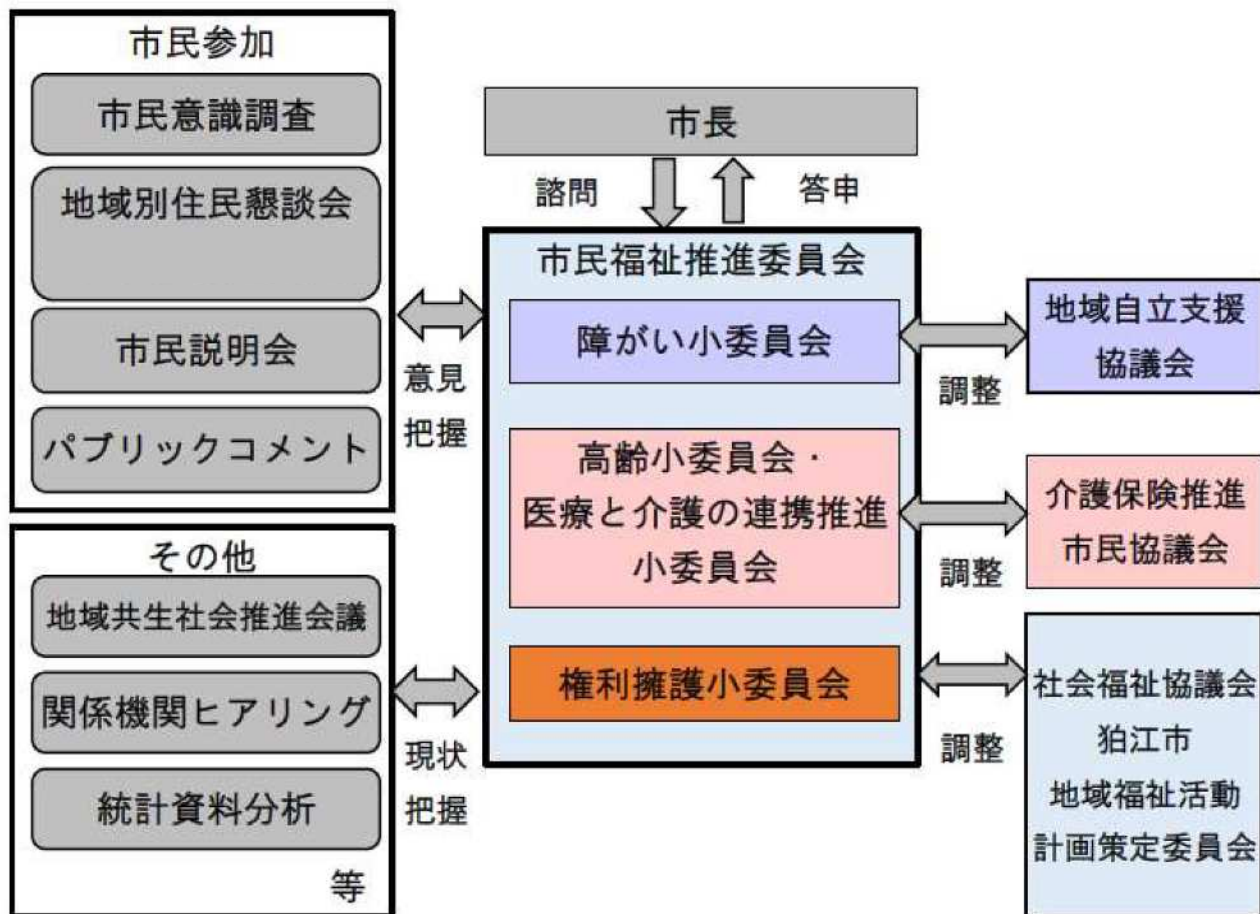 市民参加
市民意識調査
地域別住民懇談会
市民説明会
パブリックコメント
その他
地域共生社会推進会議
関係機関ヒアリング
統計資料分析
等
意見
把握
現状
把握
市長
諮問
答申
市民福祉推進委員会
障がい小委員会
高齢小委員会・
医療と介護の連携推進
小委員会
権利擁護小委員会
調整
調整
調整
地域自立支援
協議会
介護保険推進
市民協議会
社会福祉協議会
狛江市
地域福祉活動
計画策定委員会